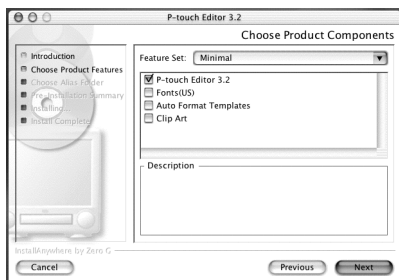 P-touch Editor 3.2
Choose Product Components
Introduction
Choose Product Features
Choose Alias Folder
Pre-Installation Summary
Installing...
Install Complete
Feature Set: Minimal
P-touch Editor 3.2
Fonts(US)
Auto Format Templates
Clip Art
Description
InstallAnywhere by Zero G
Cancel
Previous
Next